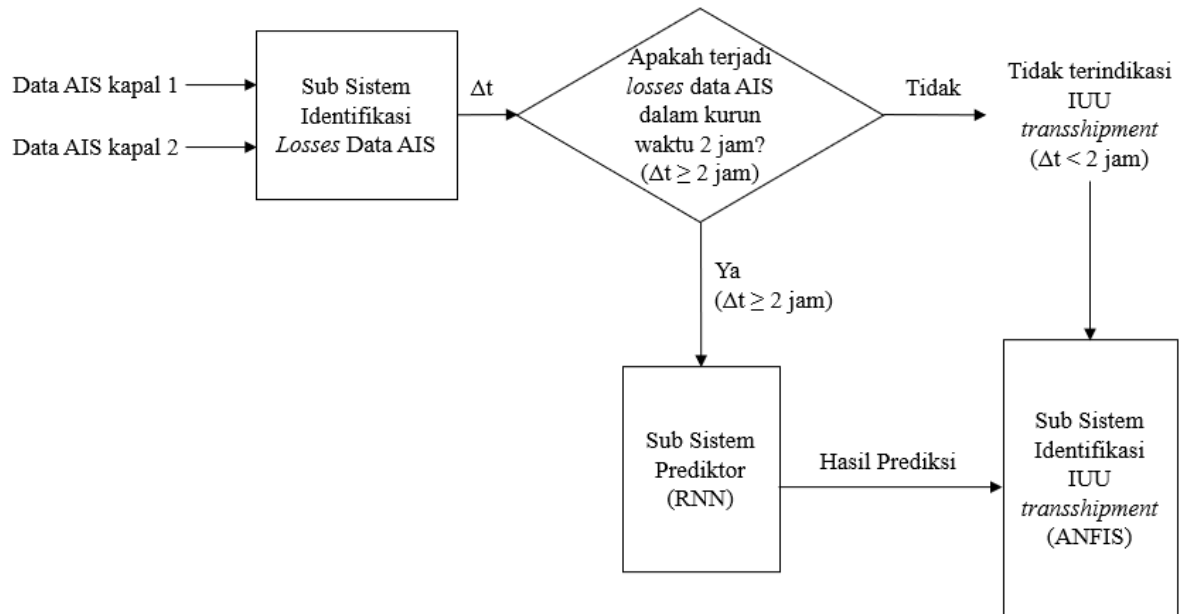 Data AIS kapal 1
Data AIS kapal 2
Sub Sistem
Identifikasi
Losses Data AIS
Δt
Apakah terjadi
losses data AIS
dalam kurun
waktu 2 jam?
(Δt ≥ 2 jam)
Tidak
Tidak terindikasi
IUU
transshipment
(Δt < 2 jam)
Ya
(Δt ≥ 2 jam)
Sub Sistem
Prediktor
(RNN)
Hasil Prediksi
Sub Sistem
Identifikasi
IUU
transshipment
(ANFIS)